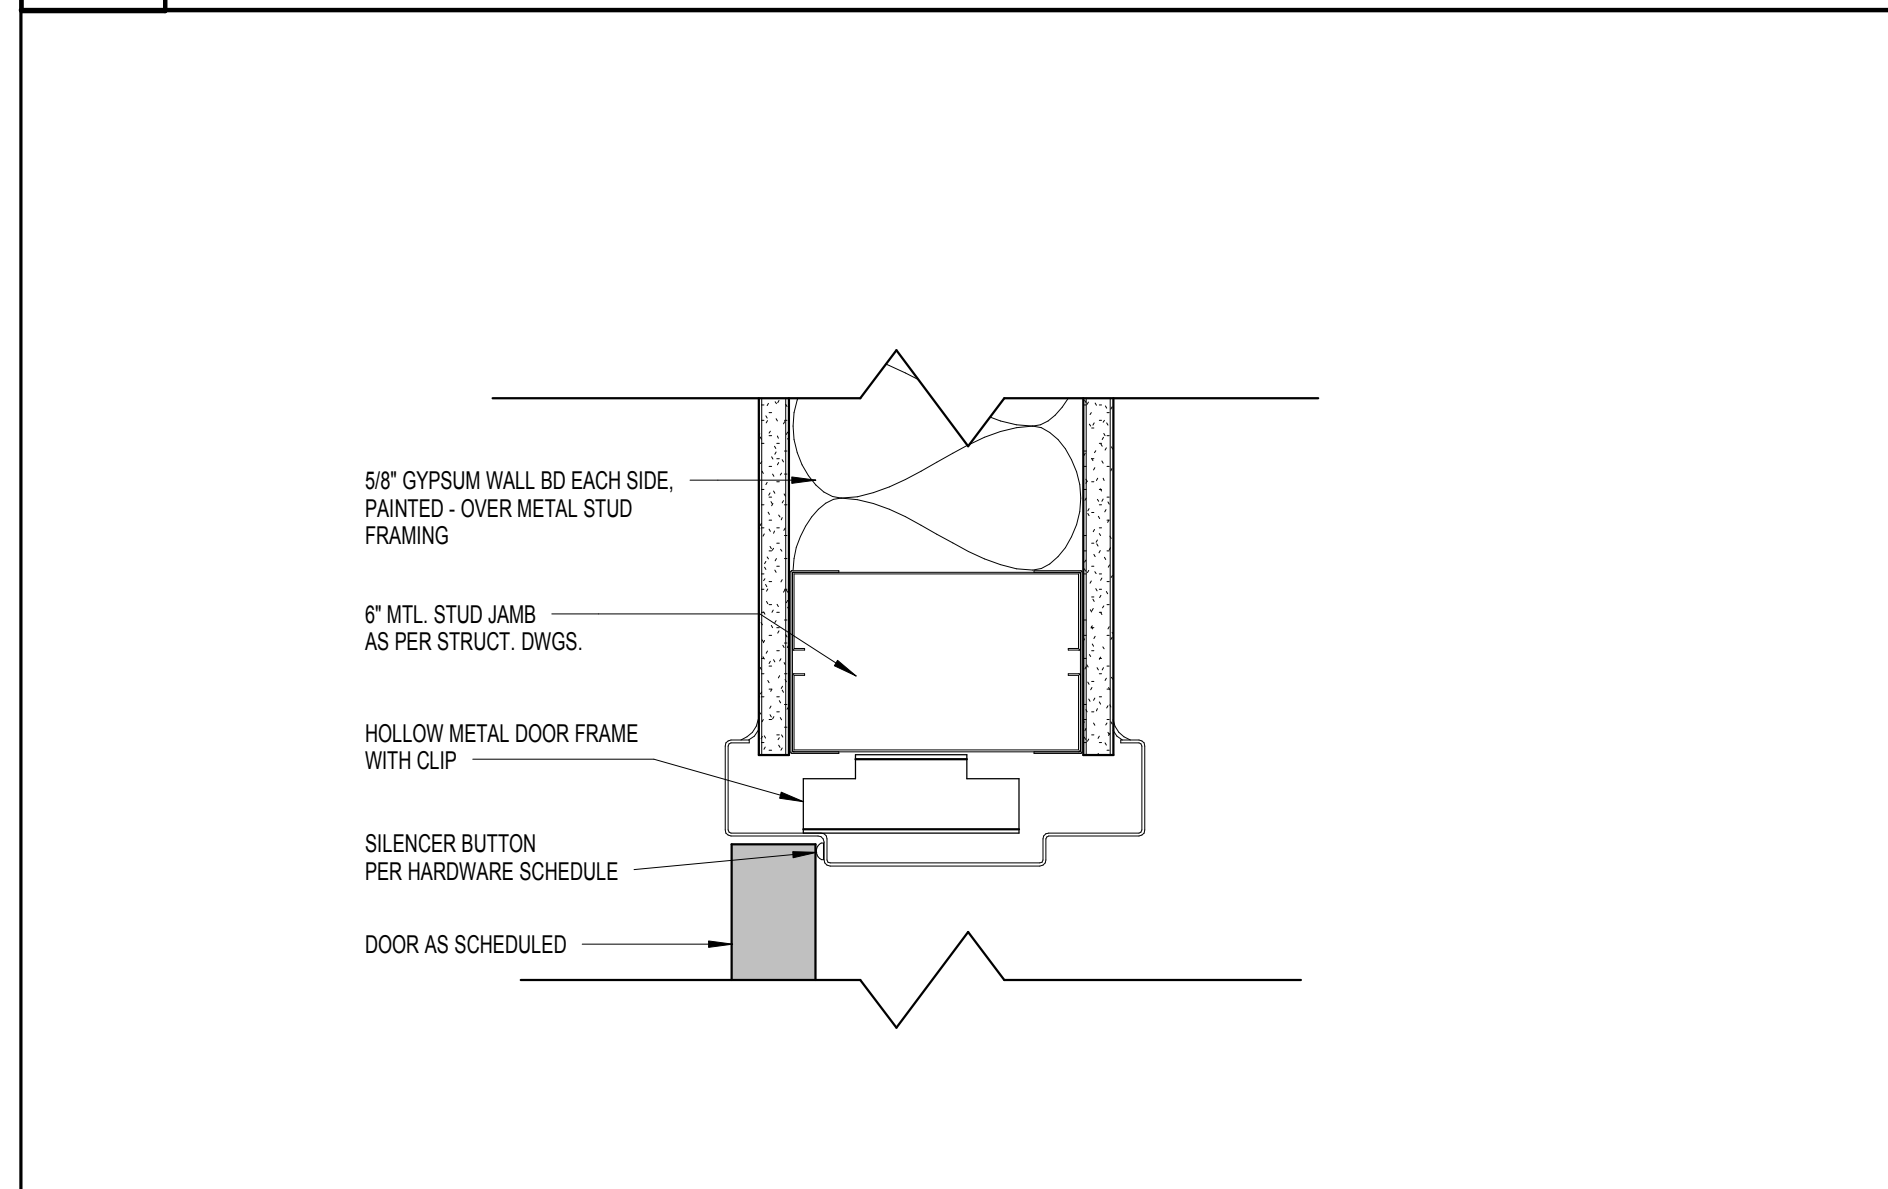 5/8" GYPSUM WALL BD EACH SIDE,
PAINTED - OVER METAL STUD
FRAMING
6" MTL. STUD JAMB
AS PER STRUCT. DWGS.
HOLLOW METAL DOOR FRAME
WITH CLIP
SILENCER BUTTON
PER HARDWARE SCHEDULE
DOOR AS SCHEDULED